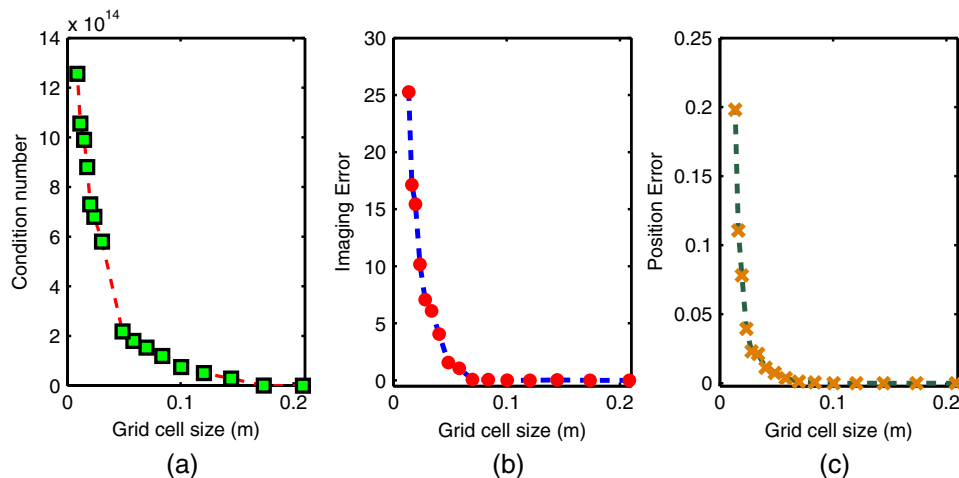 x 10^14
14
12
10
8
6
4
2
0
0 0.1 0.2
Condition number
Grid cell size (m)
(a)
30
25
20
15
10
5
0
0 0.1 0.2
Imaging Error
Grid cell size (m)
(b)
0.25
0.2
0.15
0.1
0.05
0
0 0.1 0.2
Position Error
Grid cell size (m)
(c)